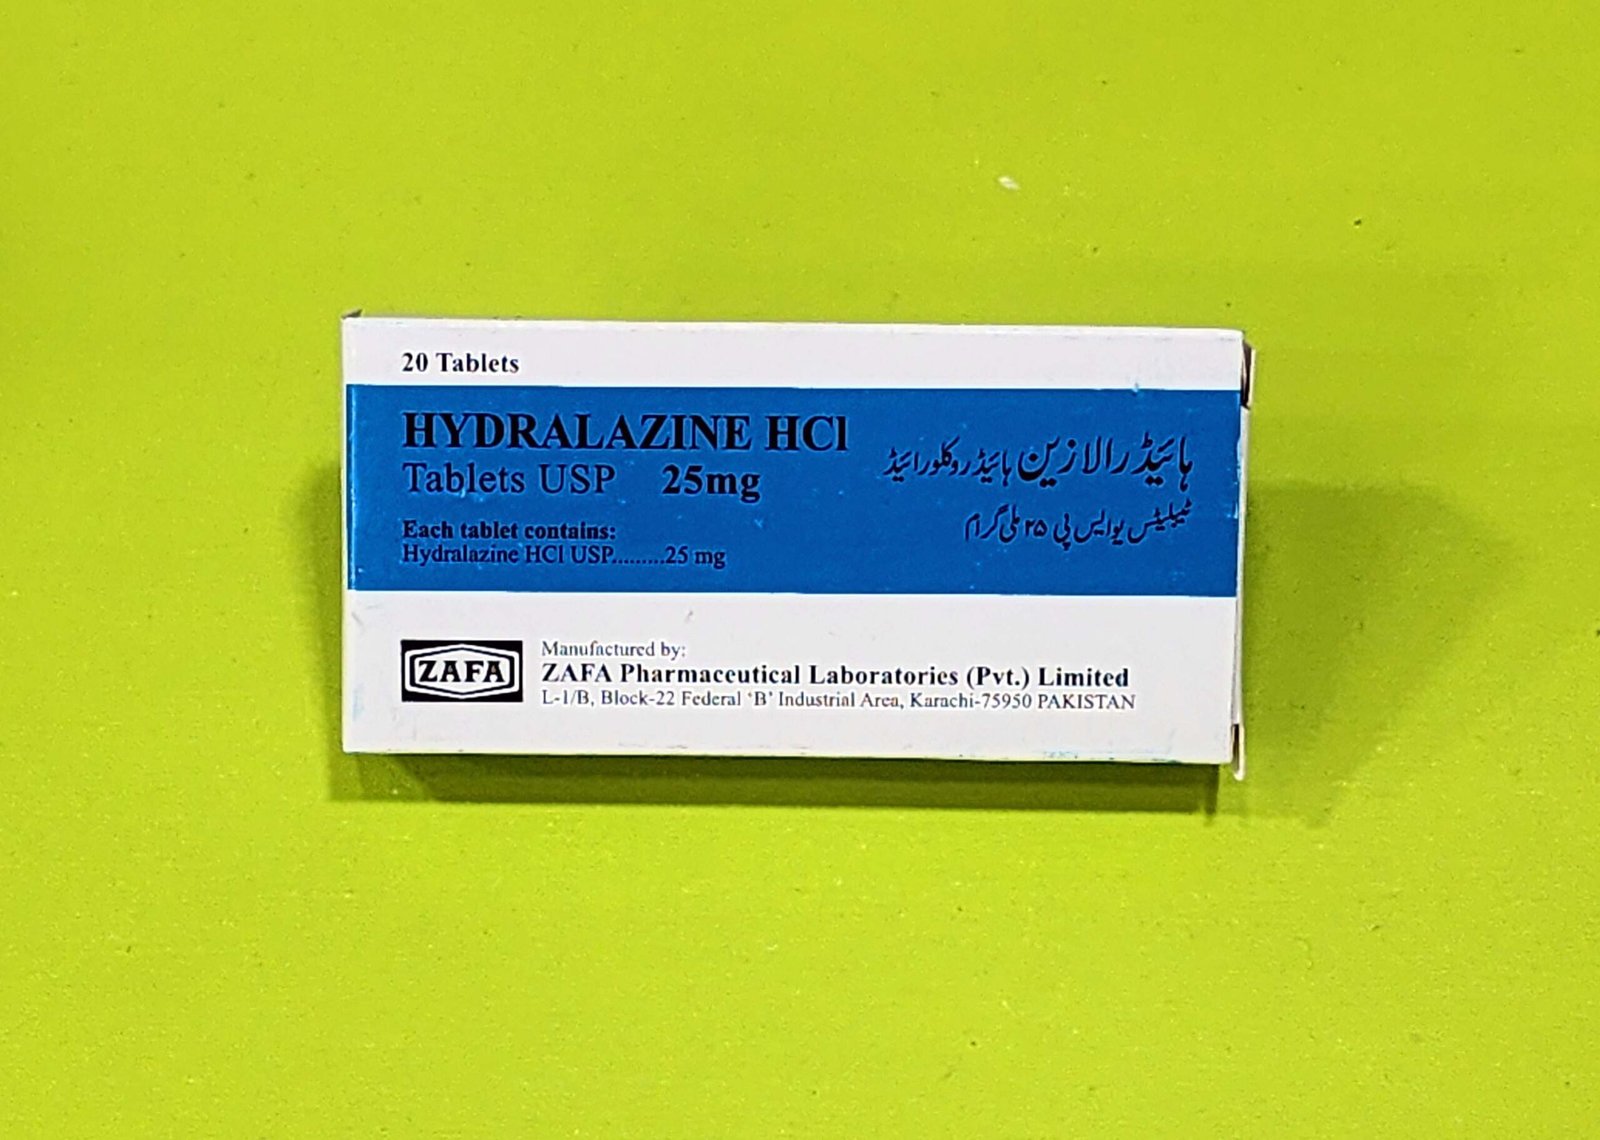 20 Tablets
HYDRALAZINE HCl
Tablets USP 25mg
ہائیڈرالازین ہائیڈروکلورائیڈ
ٹیبلیٹس یوایس پی ۲۵ ملی گرام
Each tablet contains:
Hydralazine HCl USP.........25 mg
ZAFA
Manufactured by:
ZAFA Pharmaceutical Laboratories (Pvt.) Limited
L-1/B, Block-22 Federal ‘B’ Industrial Area, Karachi-75950 PAKISTAN